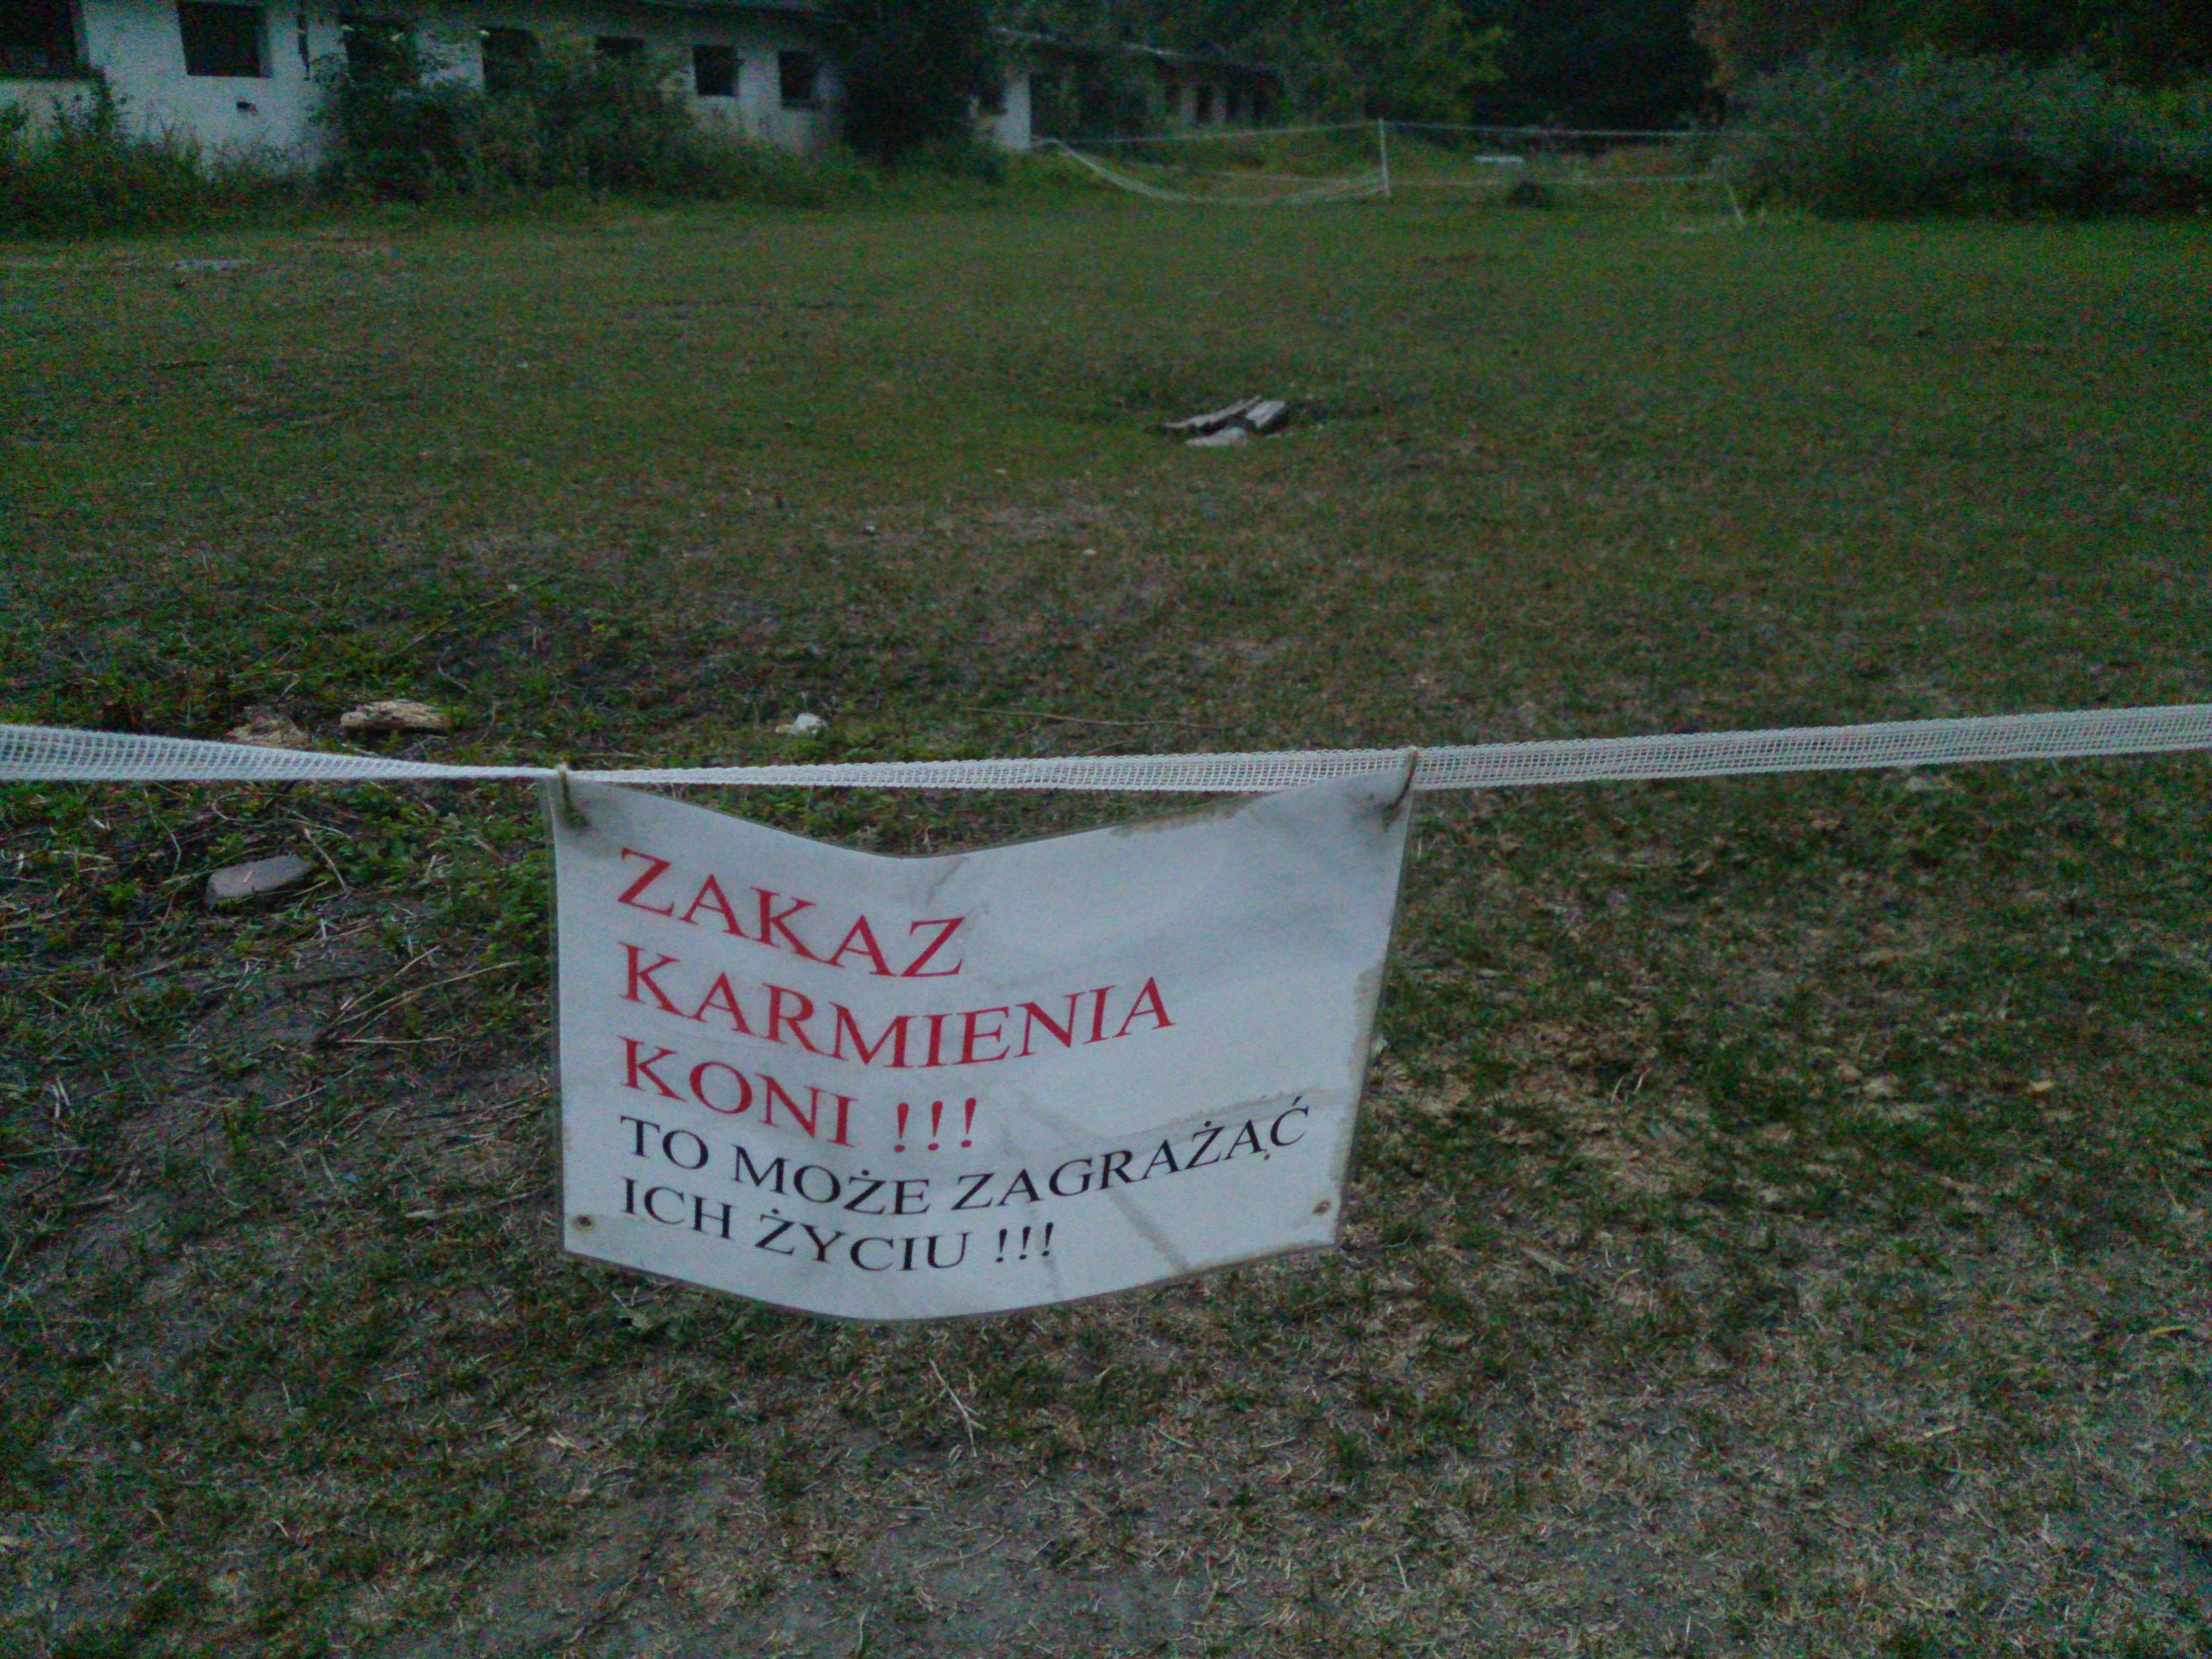 ZAKAZ
KARMIENIA
KONI !!!
TO MOŻE ZAGRAŻAĆ
ICH ŻYCIU !!!